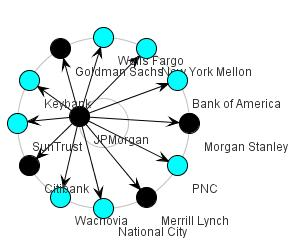 Wells Fargo
Goldman Sachs
New York Mellon
Keybank
Bank of America
JPMorgan
SunTrust
Morgan Stanley
Citibank
PNC
Wachovia
Merrill Lynch
National City